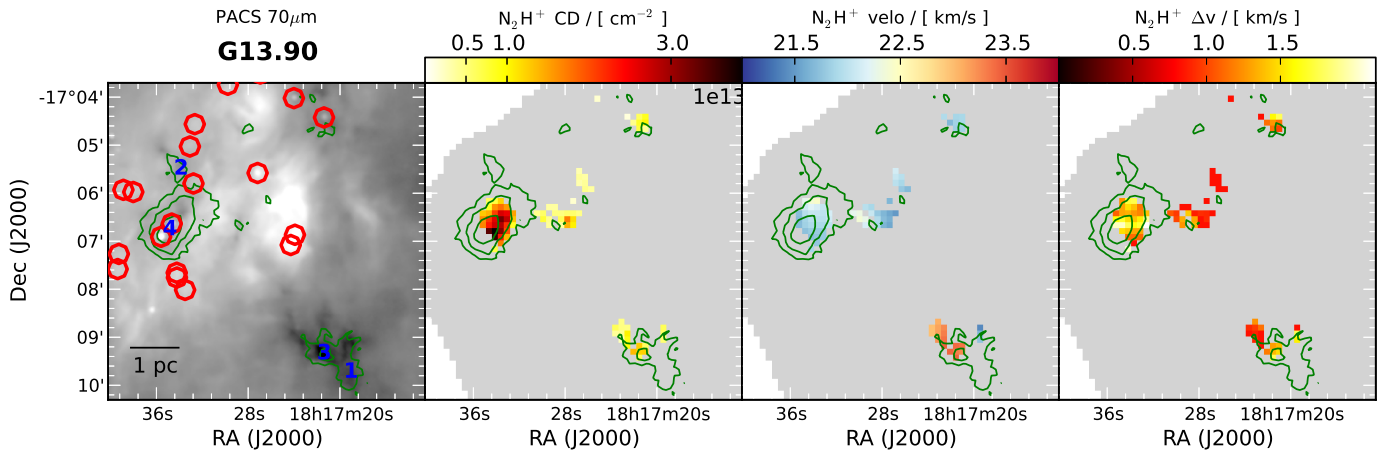 PACS 70μm
N₂H⁺ CD / [ cm⁻² ]
N₂H⁺ velo / [ km/s ]
N₂H⁺ Δv / [ km/s ]
G13.90
0.5 1.0 3.0
21.5 22.5 23.5
0.5 1.0 1.5
1e13
-17°04'
05'
06'
07'
08'
09'
10'
Dec (J2000)
2
4
3
1
1 pc
36s 28s 18h17m20s
36s 28s 18h17m20s
36s 28s 18h17m20s
36s 28s 18h17m20s
RA (J2000)
RA (J2000)
RA (J2000)
RA (J2000)